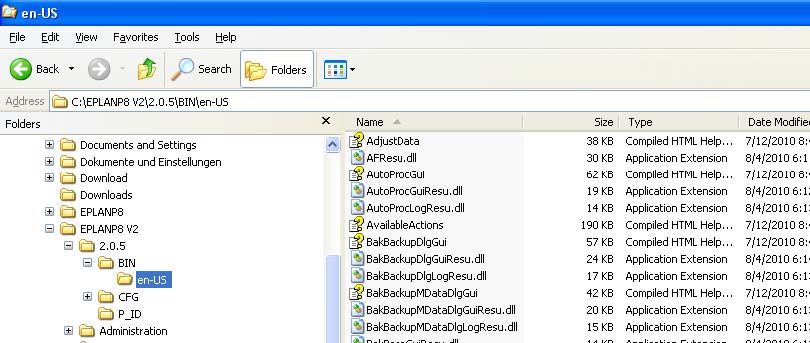 en-US
File Edit View Favorites Tools Help
Back Search Folders
Address C:\EPLANP8 V2\2.0.5\BIN\en-US
Folders
Documents and Settings
Dokumente und Einstellungen
Download
Downloads
EPLANP8
EPLANP8 V2
2.0.5
BIN
en-US
CFG
P_ID
Administration
Name Size Type Date Modified
AdjustData 38 KB Compiled HTML Help... 7/12/2010 8:
AFResu.dll 30 KB Application Extension 8/4/2010 6:1
AutoProcGui 62 KB Compiled HTML Help... 7/12/2010 8:
AutoProcGuiResu.dll 19 KB Application Extension 8/4/2010 6:1
AutoProcLogResu.dll 14 KB Application Extension 8/4/2010 6:1
AvailableActions 190 KB Compiled HTML Help... 7/12/2010 8:
BakBackupDlgGui 57 KB Compiled HTML Help... 7/12/2010 8:
BakBackupDlgGuiResu.dll 24 KB Application Extension 8/4/2010 6:1
BakBackupDlgLogResu.dll 17 KB Application Extension 8/4/2010 6:1
BakBackupMDataDlgGui 42 KB Compiled HTML Help... 7/12/2010 8:
BakBackupMDataDlgGuiResu.dll 20 KB Application Extension 8/4/2010 6:1
BakBackupMDataDlgLogResu.dll 15 KB Application Extension 8/4/2010 6:1